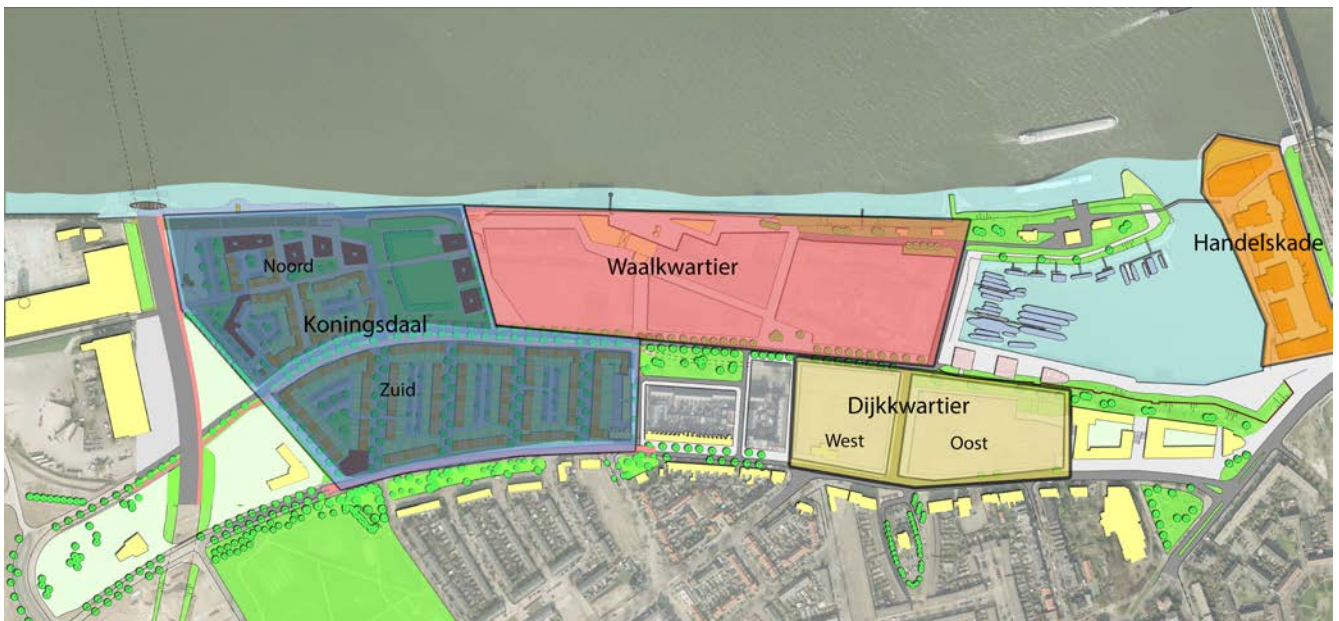 Noord
Koningsdaal
Zuid
Waalkwartier
Dijkkwartier
West
Oost
Handelskade